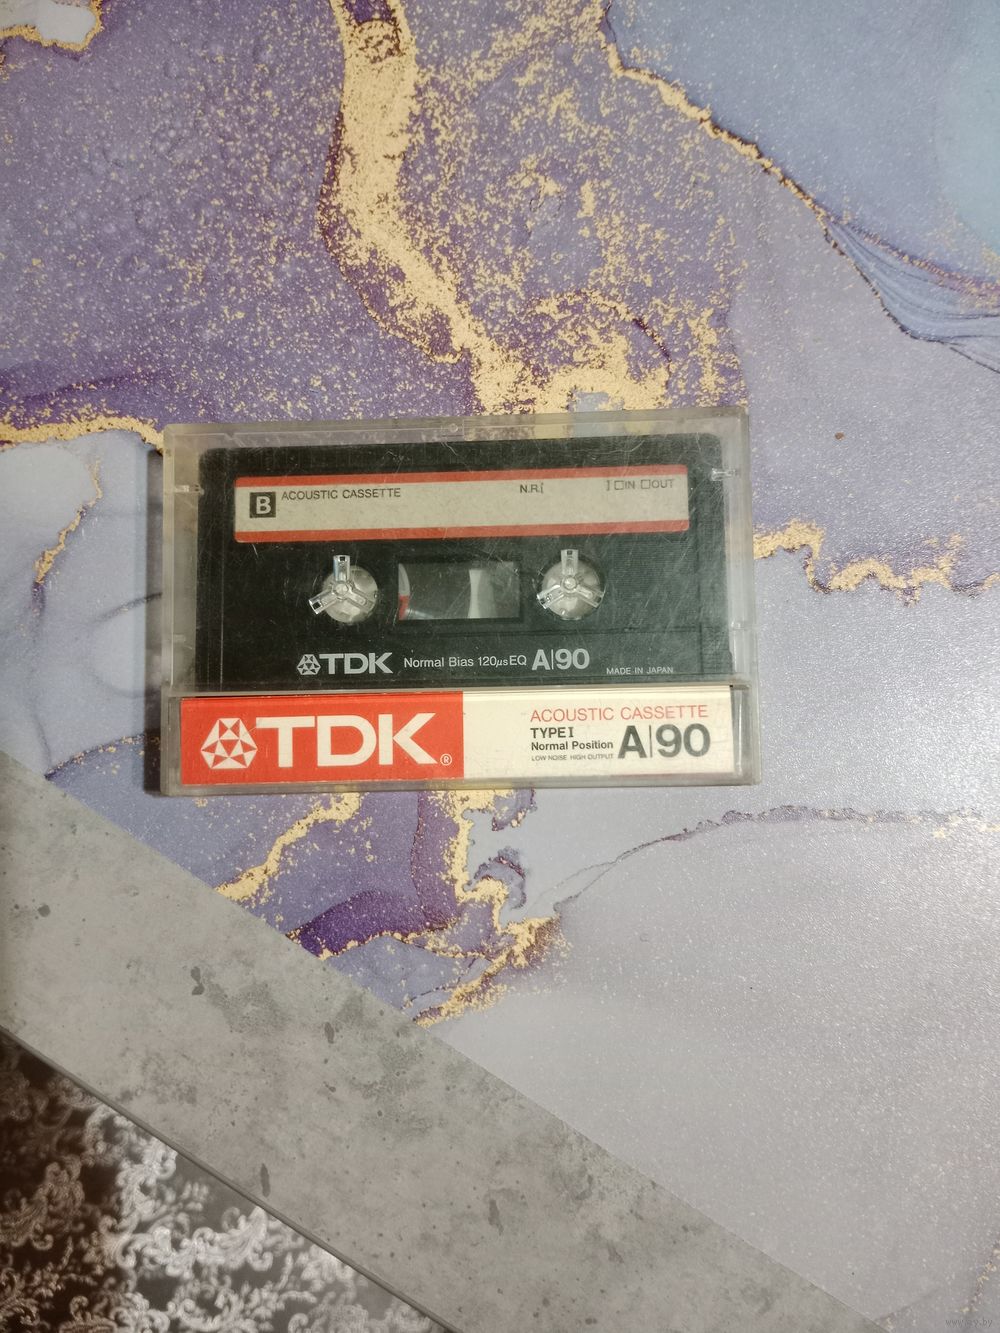 B ACOUSTIC CASSETTE N.R. □IN □OUT
TDK Normal Bias 120µs EQ A|90
MADE IN JAPAN
TDK®
ACOUSTIC CASSETTE
TYPE I
Normal Position A|90
LOW NOISE HIGH OUTPUT